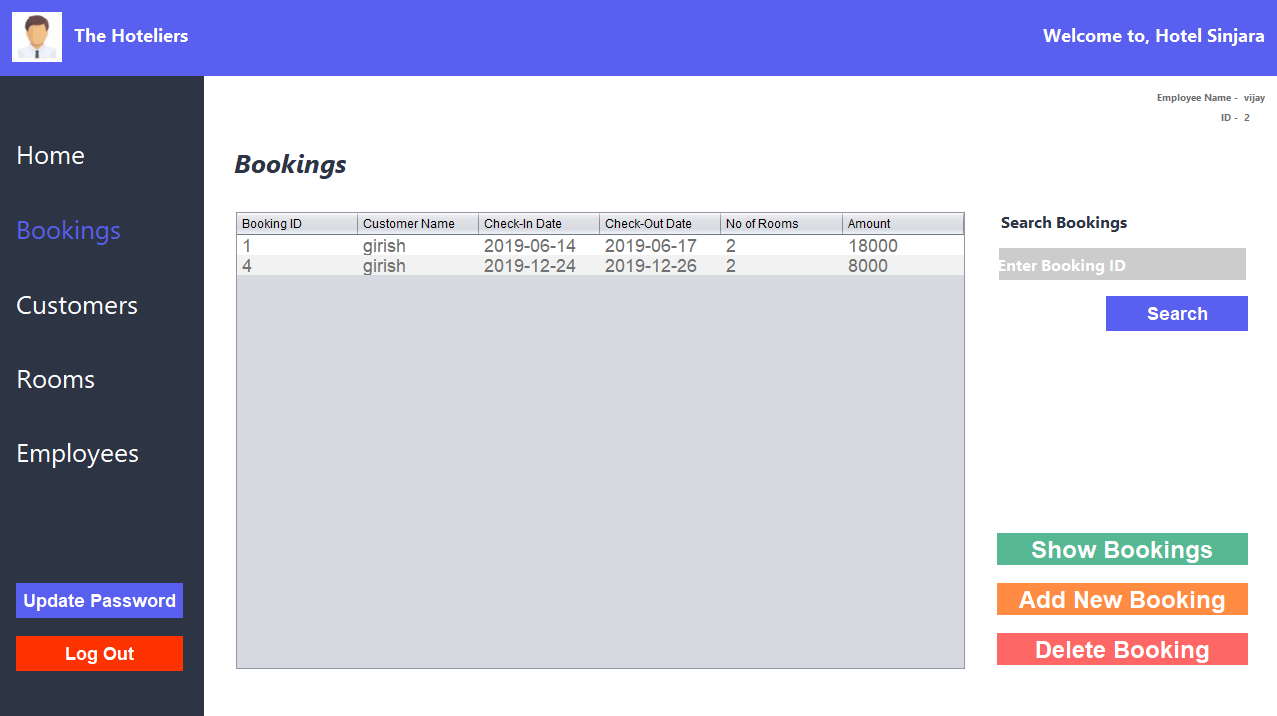 The Hoteliers
Welcome to, Hotel Sinjara
Employee Name - vijay
ID - 2
Home
Bookings
Customers
Rooms
Employees
Update Password
Log Out
Bookings
Booking ID Customer Name Check-In Date Check-Out Date No of Rooms Amount
1 girish 2019-06-14 2019-06-17 2 18000
4 girish 2019-12-24 2019-12-26 2 8000
Search Bookings
Enter Booking ID
Search
Show Bookings
Add New Booking
Delete Booking